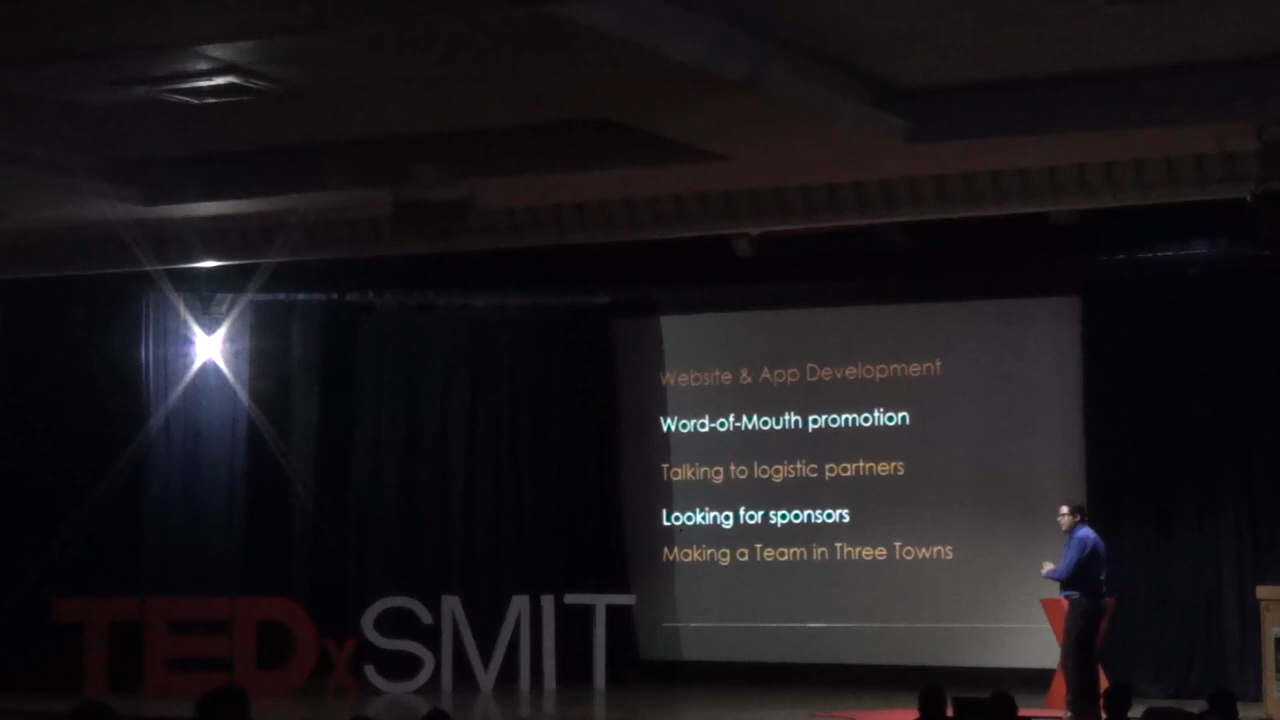 Website & App Development
Word-of-Mouth promotion
Talking to logistic partners
Looking for sponsors
Making a Team in Three Towns
TEDxSMIT
X